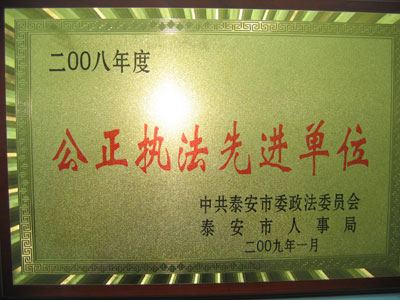 二00八年度
公正执法先进单位
中共泰安市委政法委员会
泰安市人事局
二00九年一月